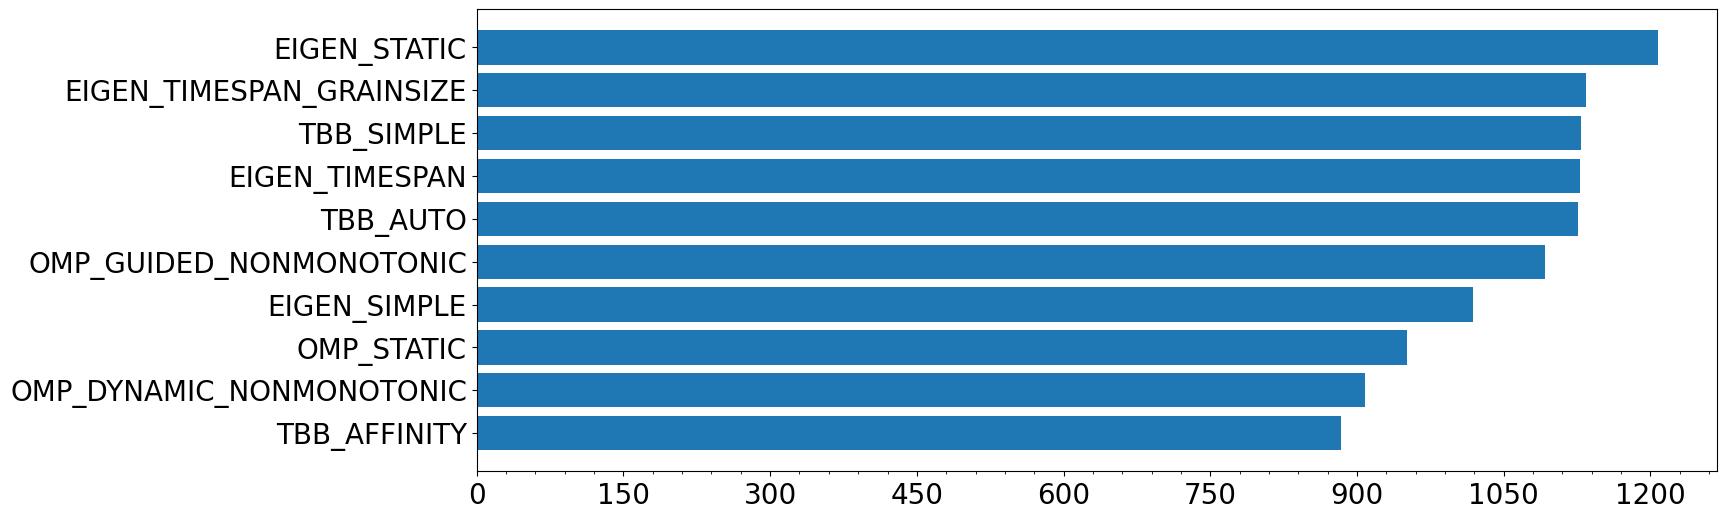 EIGEN_STATIC
EIGEN_TIMESPAN_GRAINSIZE
TBB_SIMPLE
EIGEN_TIMESPAN
TBB_AUTO
OMP_GUIDED_NONMONOTONIC
EIGEN_SIMPLE
OMP_STATIC
OMP_DYNAMIC_NONMONOTONIC
TBB_AFFINITY
0 150 300 450 600 750 900 1050 1200